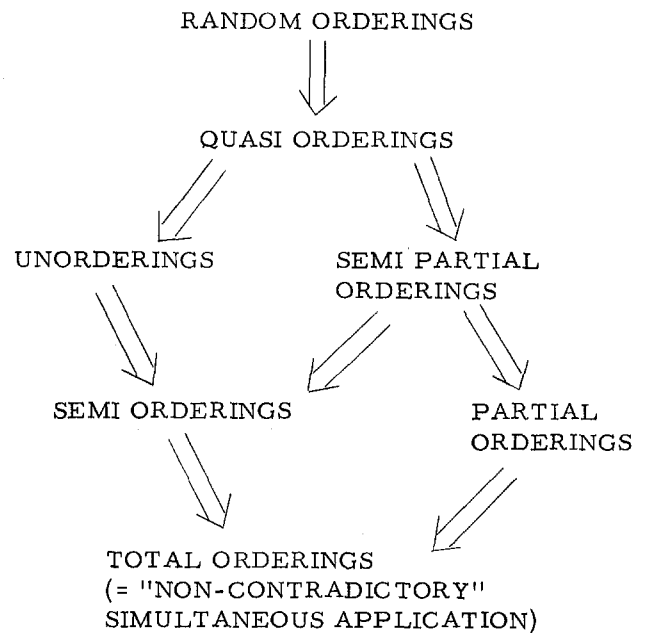 RANDOM ORDERINGS
QUASI ORDERINGS
UNORDERINGS
SEMI PARTIAL
ORDERINGS
SEMI ORDERINGS
PARTIAL
ORDERINGS
TOTAL ORDERINGS
(= "NON-CONTRADICTORY"
SIMULTANEOUS APPLICATION)